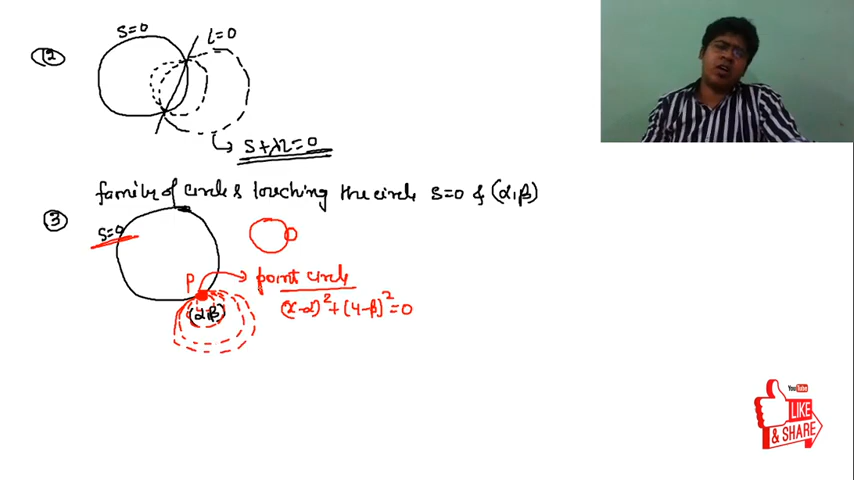 S=0
L=0
(2)
S+λL=0
family of circles touching the circle S=0 & (α,β)
(3)
S=0
P
point circle
(α,β)
(x-α)²+(y-β)²=0
YouTube
LIKE
& SHARE